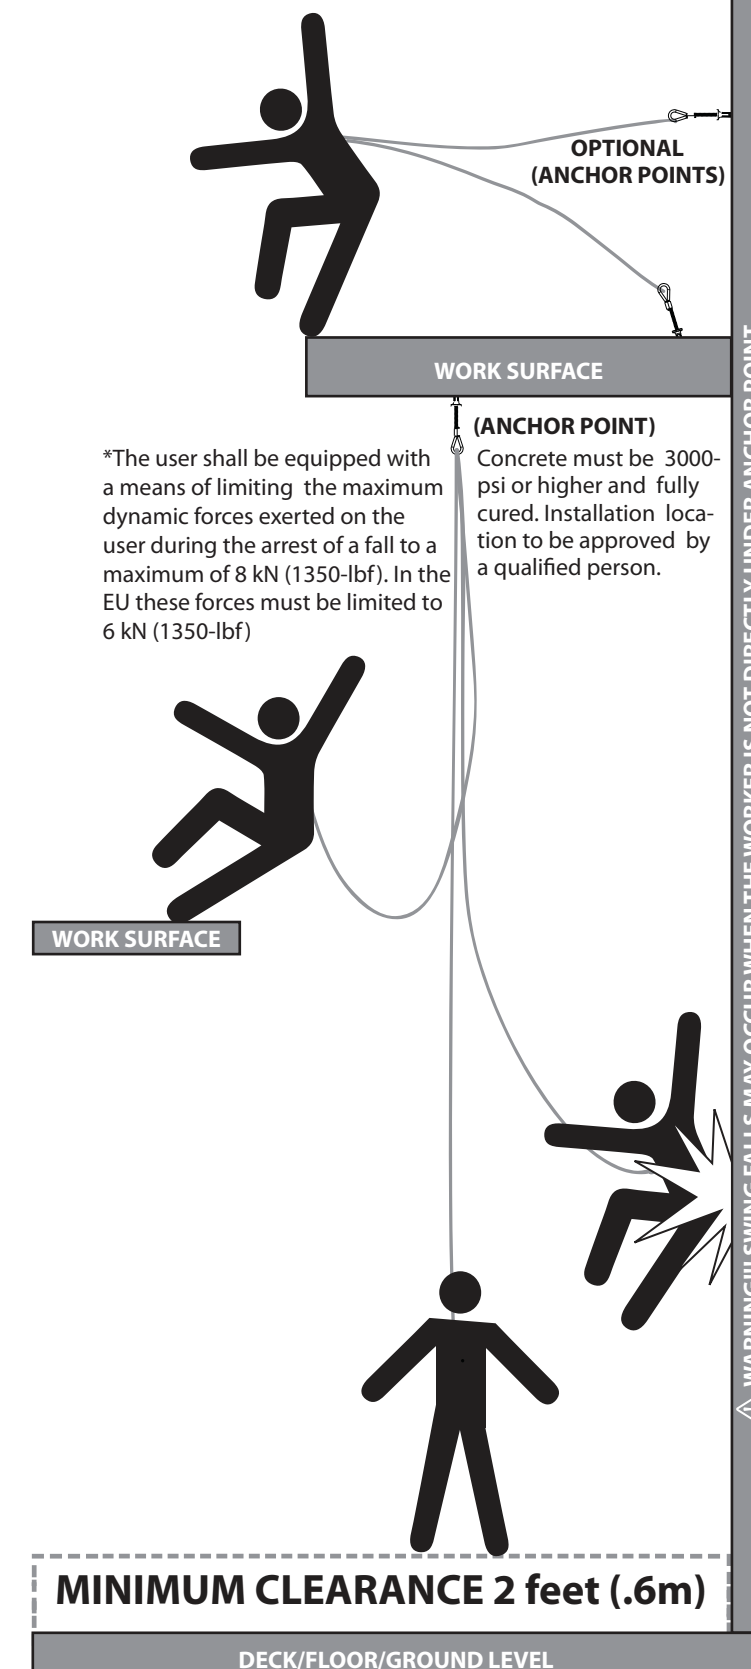 OPTIONAL
(ANCHOR POINTS)
WORK SURFACE
(ANCHOR POINT)
Concrete must be 3000-
psi or higher and fully
cured. Installation loca-
tion to be approved by
a qualified person.
*The user shall be equipped with
a means of limiting the maximum
dynamic forces exerted on the
user during the arrest of a fall to a
maximum of 8 kN (1350-lbf). In the
EU these forces must be limited to
6 kN (1350-lbf)
WORK SURFACE
WARNING!! SWING FALLS MAY OCCUR WHEN THE WORKER IS NOT DIRECTLY UNDER ANCHOR POINT
MINIMUM CLEARANCE 2 feet (.6m)
DECK/FLOOR/GROUND LEVEL